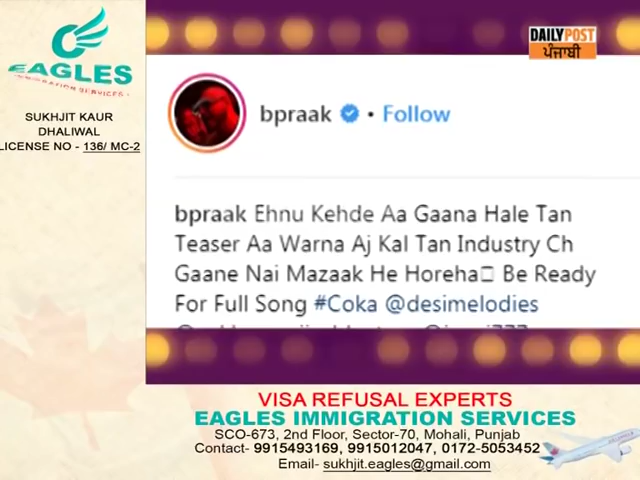 EAGLES
IMMIGRATION SERVICES
SUKHJIT KAUR
DHALIWAL
LICENSE NO - 136/ MC-2
DAILYPOST
ਪੰਜਾਬੀ
bpraak • Follow
bpraak Ehnu Kehde Aa Gaana Hale Tan
Teaser Aa Warna Aj Kal Tan Industry Ch
Gaane Nai Mazaak He Horeha Be Ready
For Full Song #Coka @desimelodies
VISA REFUSAL EXPERTS
EAGLES IMMIGRATION SERVICES
SCO-673, 2nd Floor, Sector-70, Mohali, Punjab
Contact- 9915493169, 9915012047, 0172-5053452
Email- sukhjit.eagles@gmail.com